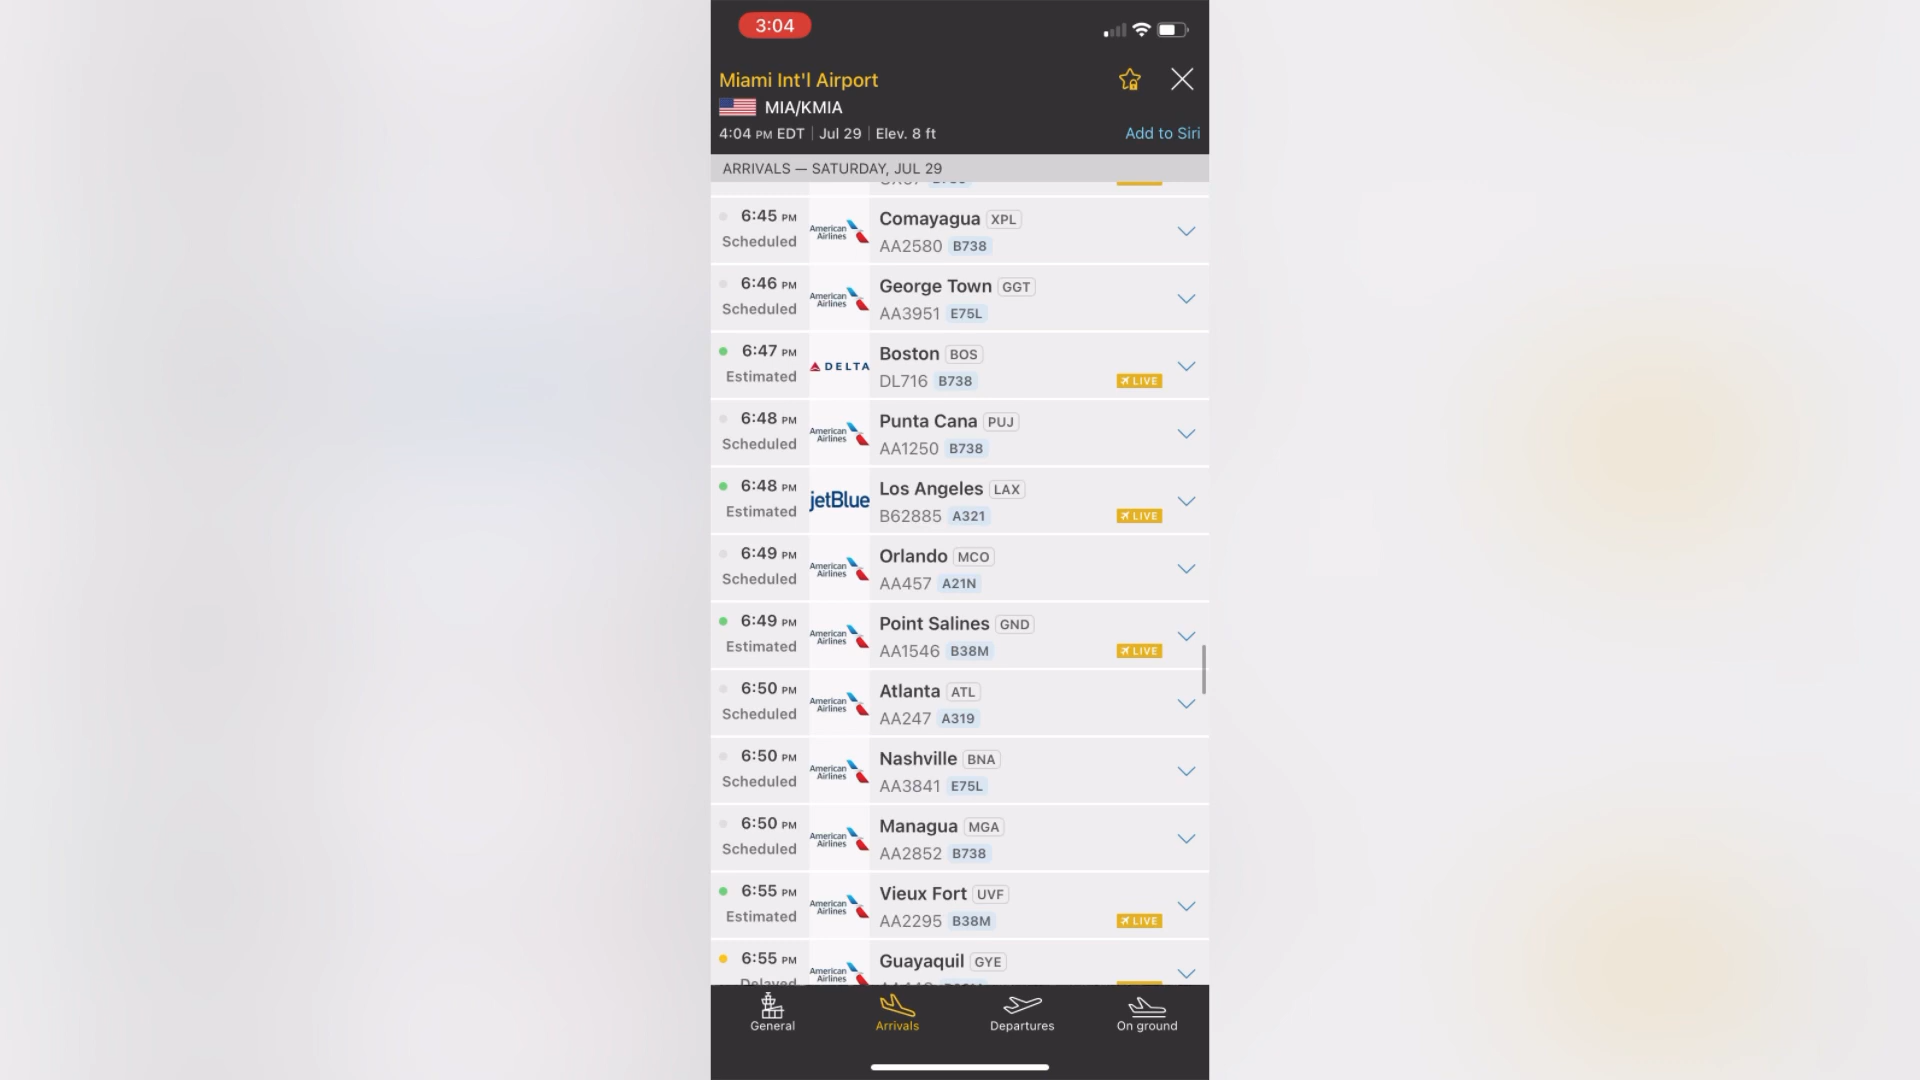 3:04
Miami Int'l Airport
MIA/KMIA
4:04 PM EDT | Jul 29 | Elev. 8 ft
Add to Siri
ARRIVALS — SATURDAY, JUL 29
6:45 PM
Scheduled
American Airlines
Comayagua XPL
AA2580 B738
6:46 PM
Scheduled
American Airlines
George Town GGT
AA3951 E75L
6:47 PM
Estimated
DELTA
Boston BOS
DL716 B738
LIVE
6:48 PM
Scheduled
American Airlines
Punta Cana PUJ
AA1250 B738
6:48 PM
Estimated
jetBlue
Los Angeles LAX
B62885 A321
LIVE
6:49 PM
Scheduled
American Airlines
Orlando MCO
AA457 A21N
6:49 PM
Estimated
American Airlines
Point Salines GND
AA1546 B38M
LIVE
6:50 PM
Scheduled
American Airlines
Atlanta ATL
AA247 A319
6:50 PM
Scheduled
American Airlines
Nashville BNA
AA3841 E75L
6:50 PM
Scheduled
American Airlines
Managua MGA
AA2852 B738
6:55 PM
Estimated
American Airlines
Vieux Fort UVF
AA2295 B38M
LIVE
6:55 PM
Delayed
American Airlines
Guayaquil GYE
General
Arrivals
Departures
On ground